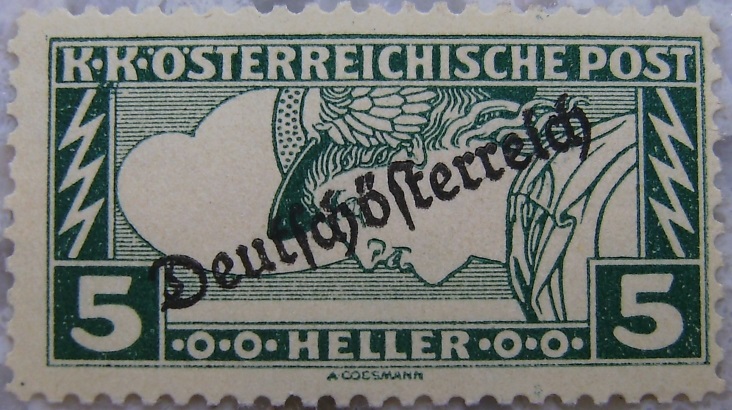 K·K·ÖSTERREICHISCHE POST
Deutschösterreich
5 ·O·O· HELLER ·O·O· 5
A·COSSMANN